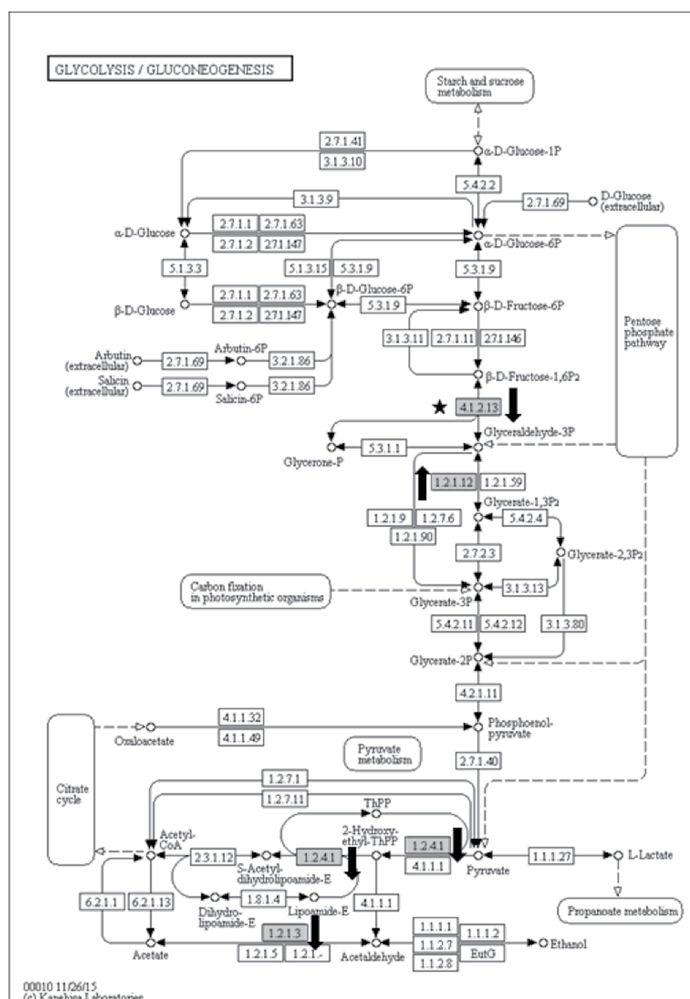 GLYCOLYSIS / GLUCONEOGENESIS
Starch and sucrose
metabolism
2.7.1.41
3.1.3.10
α-D-Glucose-1P
5.4.2.2
3.1.3.9
2.7.1.69
D-Glucose
(extracellular)
α-D-Glucose
2.7.1.1 2.7.1.63
2.7.1.2 2.7.1.147
α-D-Glucose-6P
5.1.3.3
5.1.3.15 5.3.1.9
5.3.1.9
β-D-Glucose-6P
β-D-Glucose
2.7.1.1 2.7.1.63
2.7.1.2 2.7.1.147
5.3.1.9
β-D-Fructose-6P
Pentose
phosphate
pathway
3.1.3.11 2.7.1.11 2.7.1.146
Arbutin
(extracellular)
2.7.1.69
Arbutin-6P
3.2.1.86
Salicin
(extracellular)
2.7.1.69
Salicin-6P
3.2.1.86
β-D-Fructose-1,6P2
4.1.2.13
Glyceraldehyde-3P
Glycerone-P
5.3.1.1
1.2.1.12 1.2.1.59
Glycerate-1,3P2
1.2.1.9 1.2.7.6
1.2.1.90
5.4.2.4
2.7.2.3
Glycerate-2,3P2
Carbon fixation
in photosynthetic organisms
3.1.3.13
Glycerate-3P
5.4.2.11 5.4.2.12
3.1.3.80
Glycerate-2P
4.2.1.11
Oxaloacetate
4.1.1.32
4.1.1.49
Phosphoenol-
pyruvate
Citrate
cycle
Pyruvate
metabolism
2.7.1.40
1.2.7.1
1.2.7.11
ThPP
Acetyl-
CoA
2.3.1.12
S-Acetyl-
dihydrolipoamide-E
1.2.4.1
2-Hydroxy-
ethyl-ThPP
1.2.4.1
4.1.1.1
Pyruvate
1.1.1.27
L-Lactate
6.2.1.1 6.2.1.13
Dihydro-
lipoamide-E
1.8.1.4
Lipoamide-E
4.1.1.1
Propanoate metabolism
Acetate
1.2.1.3
1.2.1.5 1.2.1.-
Acetaldehyde
1.1.1.1 1.1.1.2
1.1.2.7 EutG
1.1.2.8
Ethanol
00010 11/26/15
(c) Kanehisa Laboratories